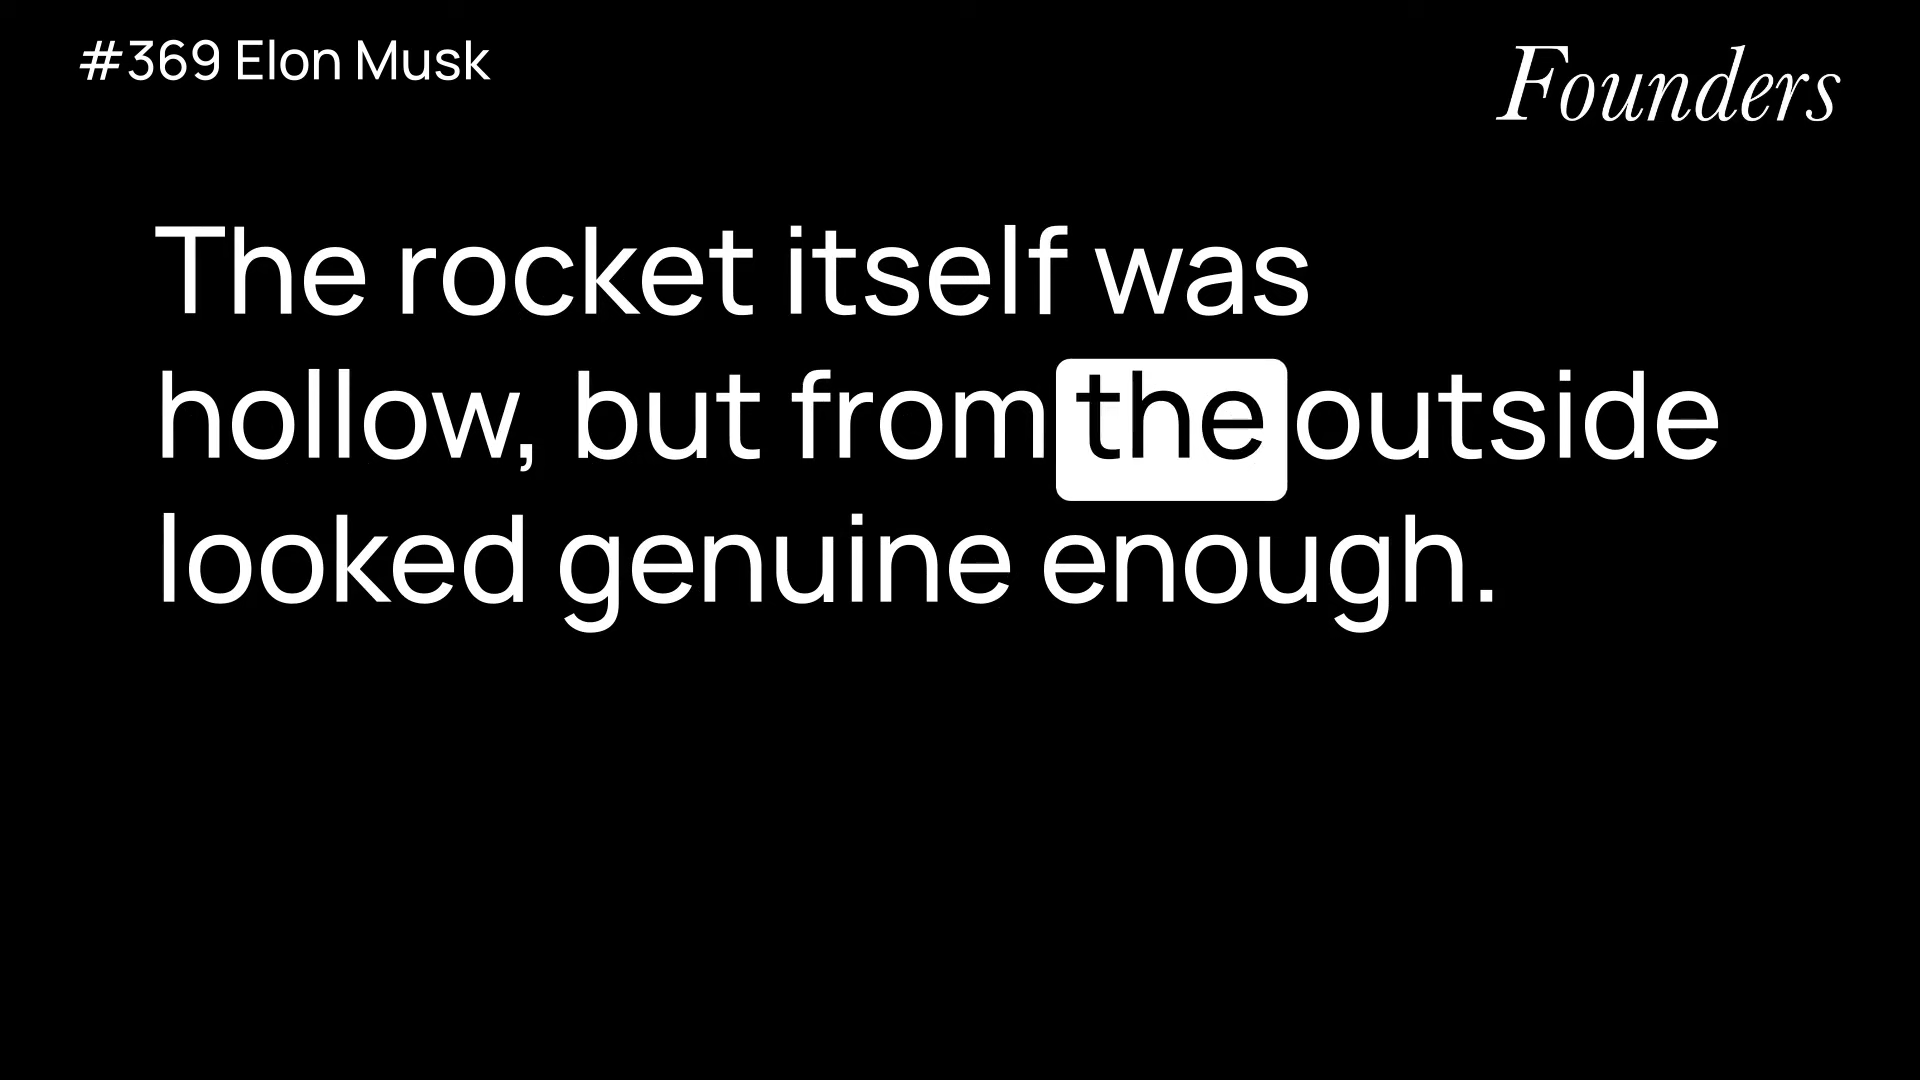 #369 Elon Musk
Founders
The rocket itself was
hollow, but from the outside
looked genuine enough.